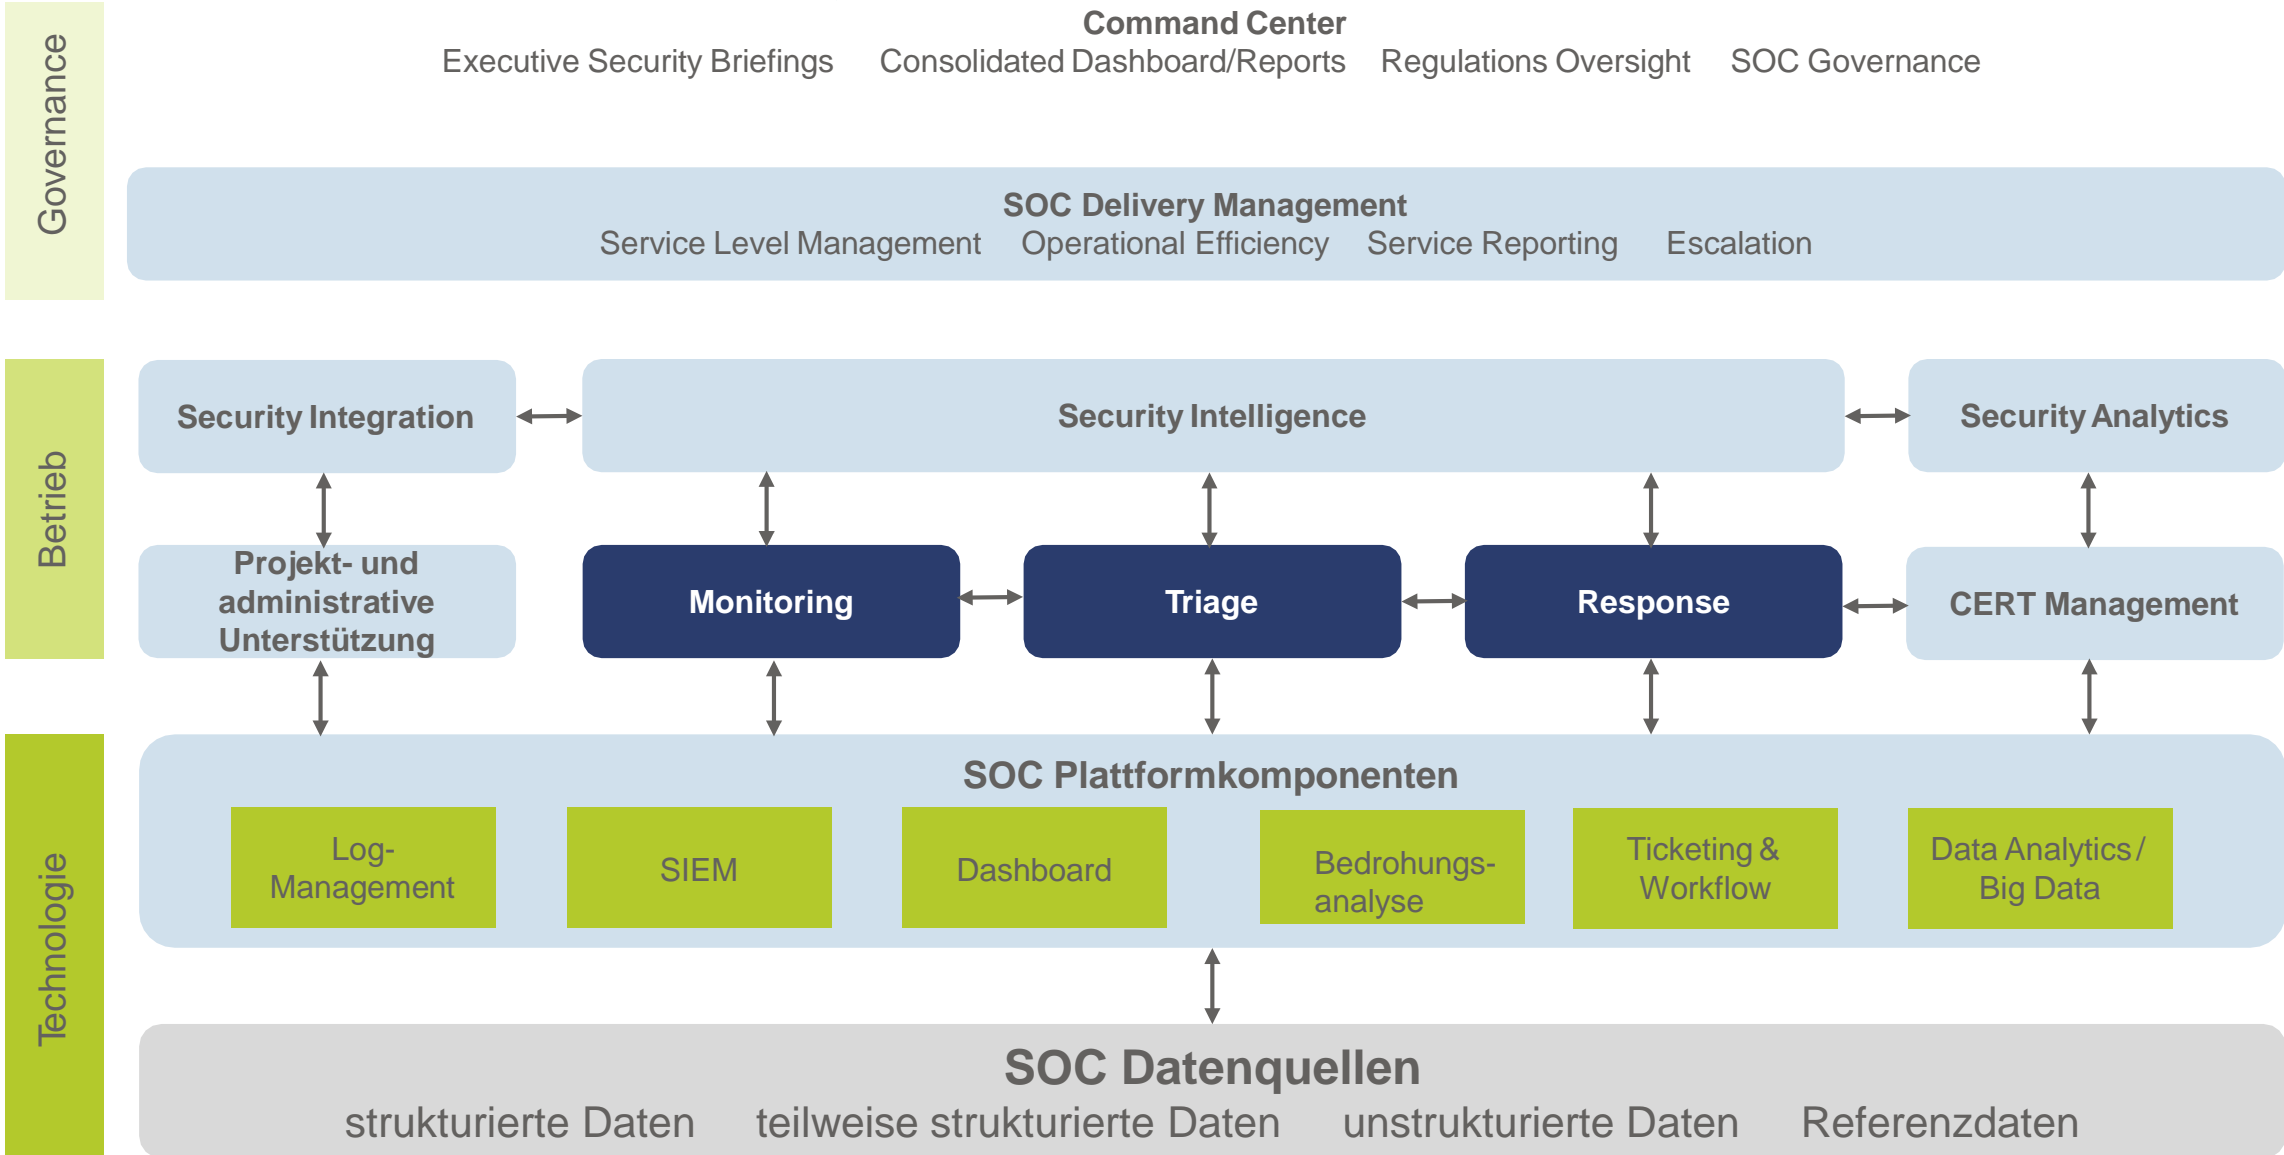 Governance
Command Center
Executive Security Briefings Consolidated Dashboard/Reports Regulations Oversight SOC Governance
SOC Delivery Management
Service Level Management Operational Efficiency Service Reporting Escalation
Betrieb
Security Integration
Security Intelligence
Security Analytics
Projekt- und
administrative
Unterstützung
Monitoring
Triage
Response
CERT Management
Technologie
SOC Plattformkomponenten
Log-
Management
SIEM
Dashboard
Bedrohungs-
analyse
Ticketing &
Workflow
Data Analytics /
Big Data
SOC Datenquellen
strukturierte Daten teilweise strukturierte Daten unstrukturierte Daten Referenzdaten